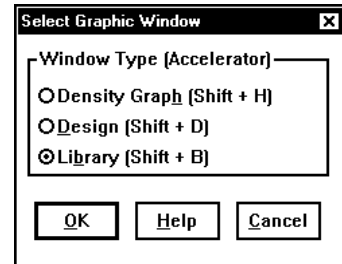 Select Graphic Window
Window Type (Accelerator)
Density Graph (Shift + H)
Design (Shift + D)
Library (Shift + B)
OK Help Cancel